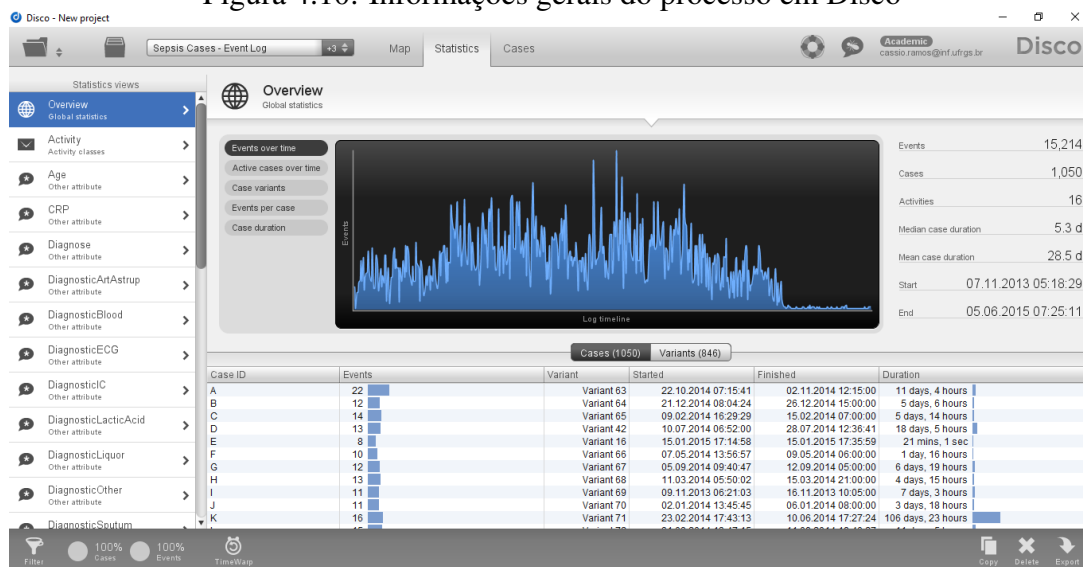 Figura 4.10: Informações gerais do processo em Disco
Disco - New project
Sepsis Cases - Event Log +3 Map Statistics Cases Academic cassio.ramos@inf.ufrgs.br Disco
Statistics views
Overview
Global statistics
Activity
Activity classes
Age
Other attribute
CRP
Other attribute
Diagnose
Other attribute
DiagnosticArtAstrup
Other attribute
DiagnosticBlood
Other attribute
DiagnosticECG
Other attribute
DiagnosticIC
Other attribute
DiagnosticLacticAcid
Other attribute
DiagnosticLiquor
Other attribute
DiagnosticOther
Other attribute
DiagnosticSputum
Overview
Global statistics
Events over time
Active cases over time
Case variants
Events per case
Case duration
Events
Log timeline
Events 15,214
Cases 1,050
Activities 16
Median case duration 5.3 d
Mean case duration 28.5 d
Start 07.11.2013 05:18:29
End 05.06.2015 07:25:11
Cases (1050) Variants (846)
Case ID Events Variant Started Finished Duration
A 22 Variant 63 22.10.2014 07:15:41 02.11.2014 12:15:00 11 days, 4 hours
B 12 Variant 64 21.12.2014 08:04:24 26.12.2014 15:00:00 5 days, 6 hours
C 14 Variant 65 09.02.2014 16:29:29 15.02.2014 07:00:00 5 days, 14 hours
D 13 Variant 42 10.07.2014 06:52:00 28.07.2014 12:36:41 18 days, 5 hours
E 8 Variant 16 15.01.2015 17:14:58 15.01.2015 17:35:59 21 mins, 1 sec
F 10 Variant 66 07.05.2014 13:56:57 09.05.2014 06:00:00 1 day, 16 hours
G 12 Variant 67 05.09.2014 09:40:47 12.09.2014 05:00:00 6 days, 19 hours
H 13 Variant 68 11.03.2014 05:50:02 15.03.2014 21:00:00 4 days, 15 hours
I 11 Variant 69 09.11.2013 06:21:03 16.11.2013 10:05:00 7 days, 3 hours
J 11 Variant 70 02.01.2014 13:45:45 06.01.2014 08:00:00 3 days, 18 hours
K 16 Variant 71 23.02.2014 17:43:13 10.06.2014 17:27:24 106 days, 23 hours
Filter 100% Cases 100% Events TimeWarp Copy Delete Export